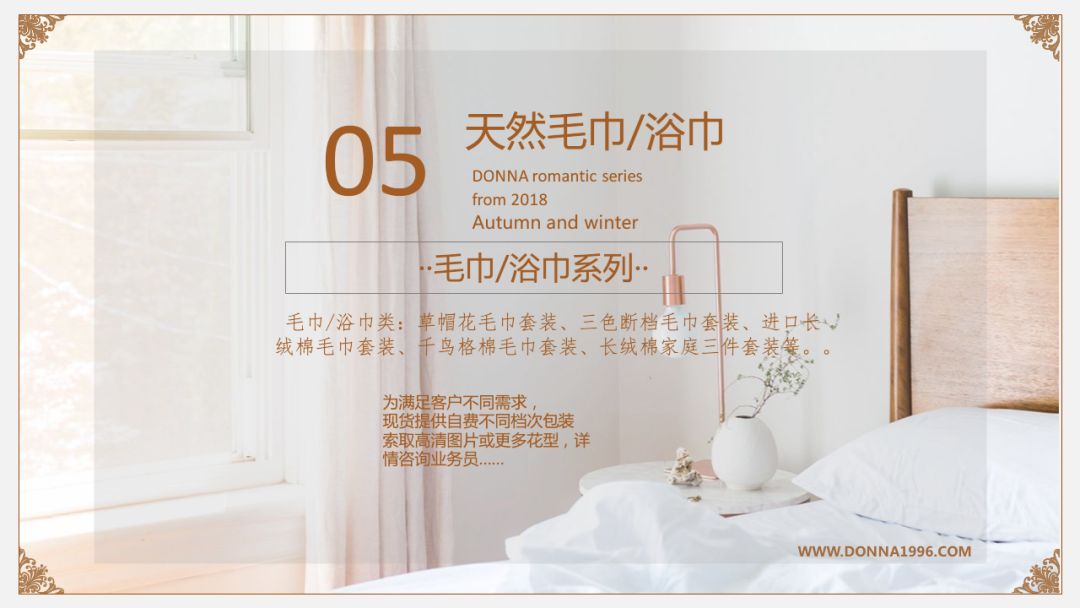 05
天然毛巾/浴巾
DONNA romantic series
from 2018
Autumn and winter
··毛巾/浴巾系列··
毛巾/浴巾类：草帽花毛巾套装、三色断档毛巾套装、进口长
绒棉毛巾套装、千鸟格棉毛巾套装、长绒棉家庭三件套装等。。
为满足客户不同需求，
现货提供自费不同档次包装
索取高清图片或更多花型，详
情咨询业务员......
WWW.DONNA1996.COM